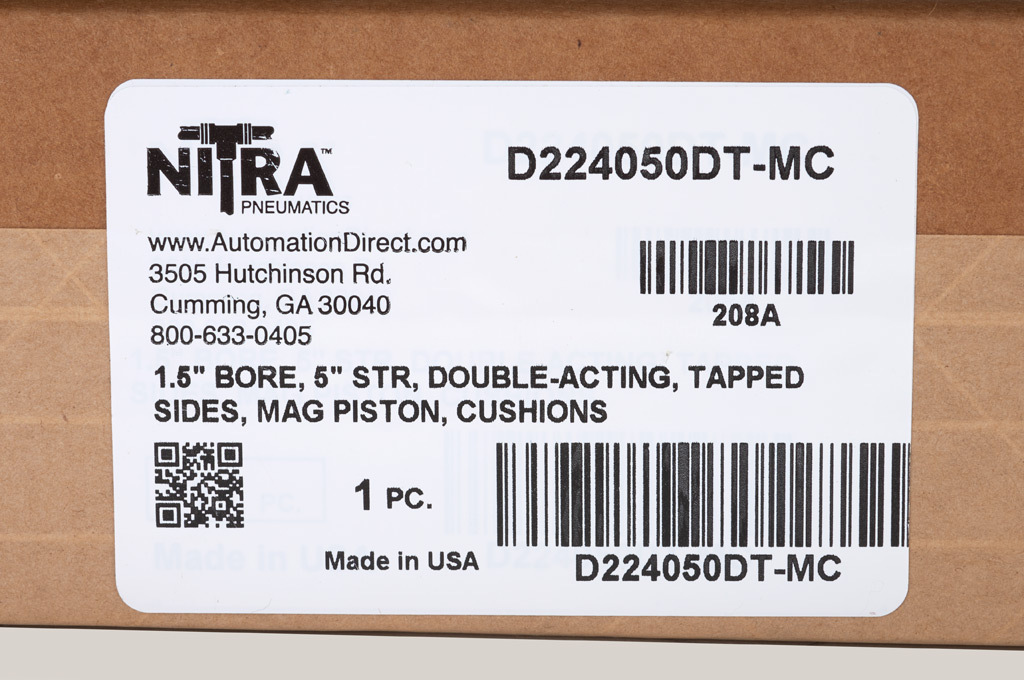 NITRA™
PNEUMATICS
D224050DT-MC
www.AutomationDirect.com
3505 Hutchinson Rd.
Cumming, GA 30040
800-633-0405
208A
1.5" BORE, 5" STR, DOUBLE-ACTING, TAPPED
SIDES, MAG PISTON, CUSHIONS
1 PC.
Made in USA
D224050DT-MC